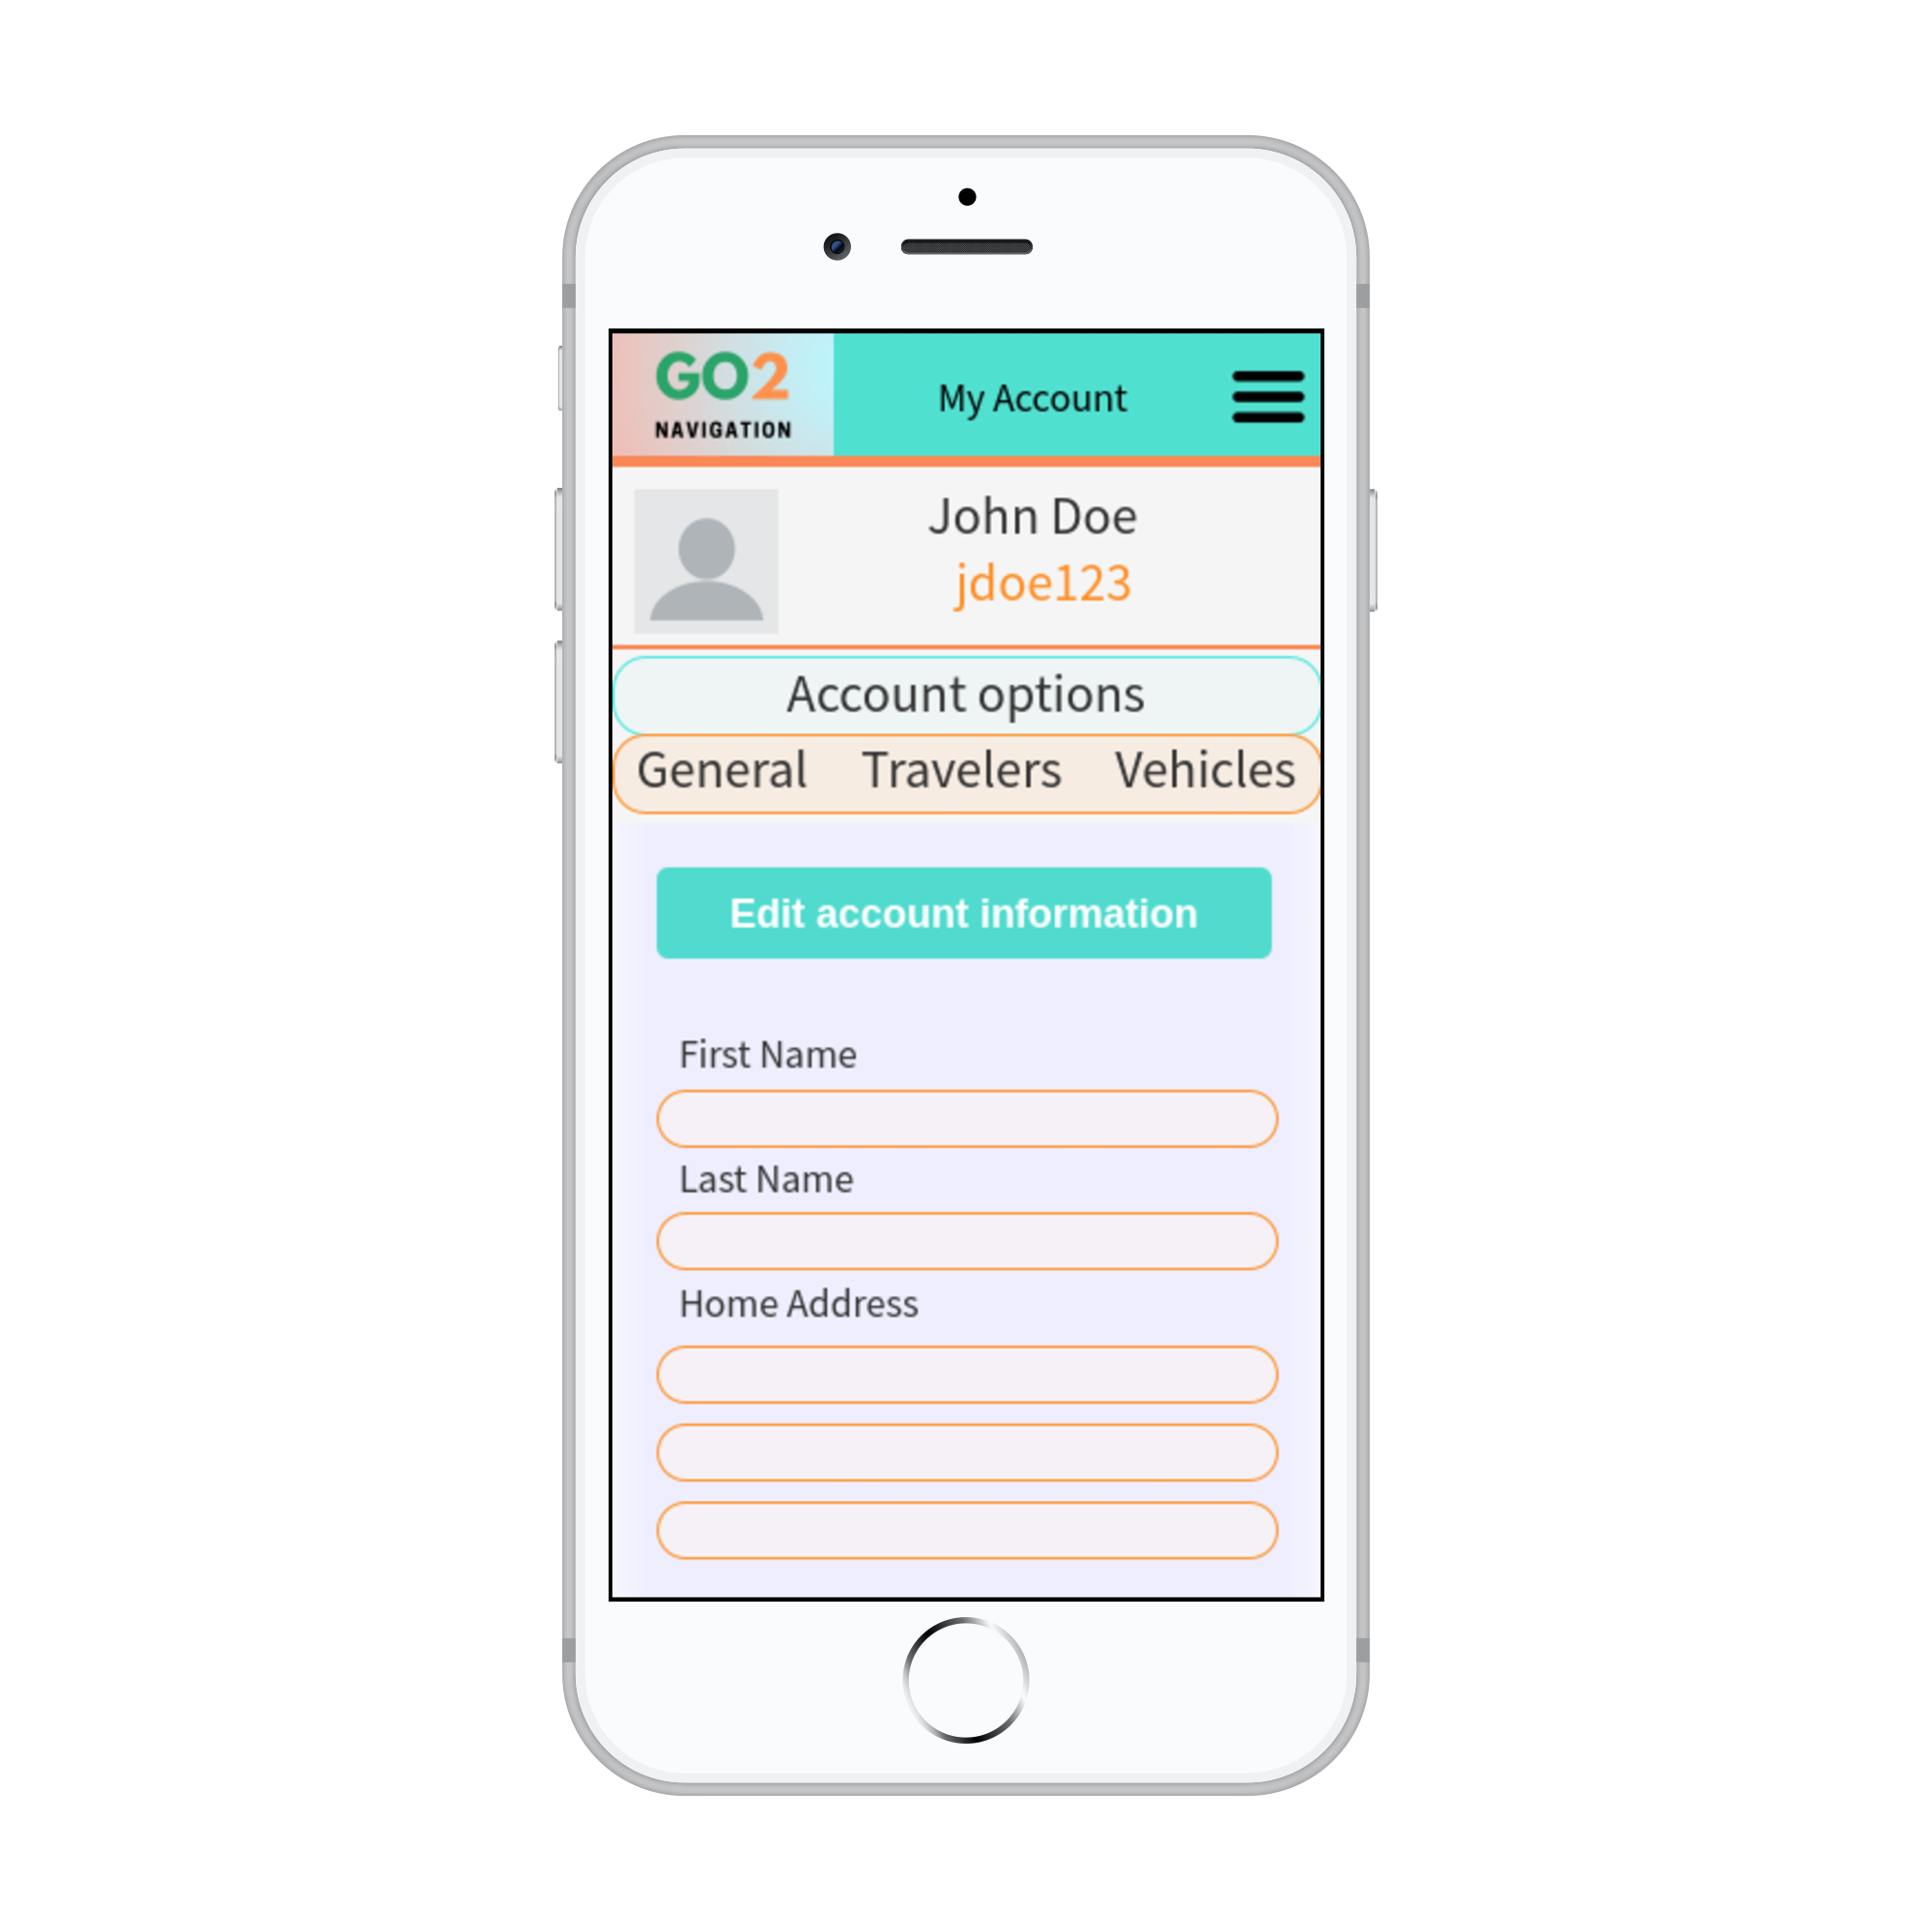 GO2
NAVIGATION
My Account
John Doe
jdoe123
Account options
General Travelers Vehicles
Edit account information
First Name
Last Name
Home Address